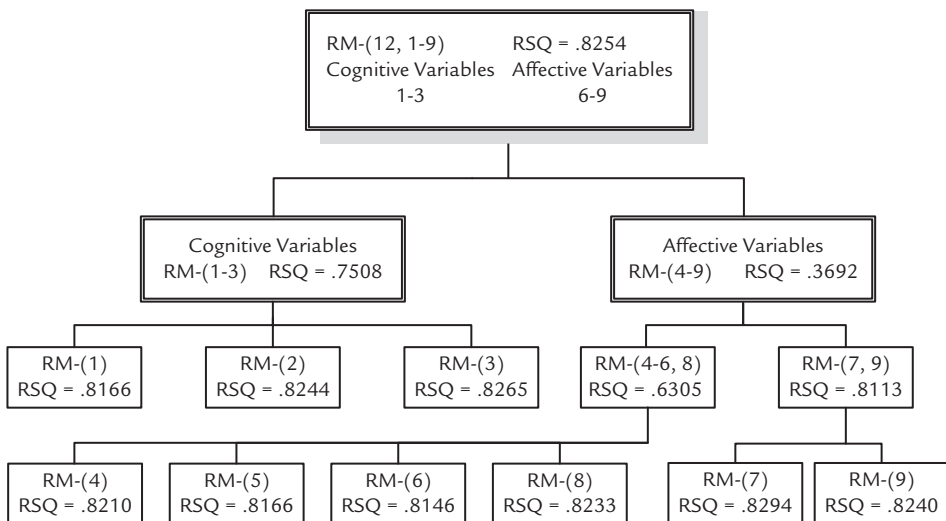 RM-(12, 1-9) RSQ = .8254
Cognitive Variables Affective Variables
1-3 6-9
Cognitive Variables
RM-(1-3) RSQ = .7508
Affective Variables
RM-(4-9) RSQ = .3692
RM-(1)
RSQ = .8166
RM-(2)
RSQ = .8244
RM-(3)
RSQ = .8265
RM-(4-6, 8)
RSQ = .6305
RM-(7, 9)
RSQ = .8113
RM-(4)
RSQ = .8210
RM-(5)
RSQ = .8166
RM-(6)
RSQ = .8146
RM-(8)
RSQ = .8233
RM-(7)
RSQ = .8294
RM-(9)
RSQ = .8240